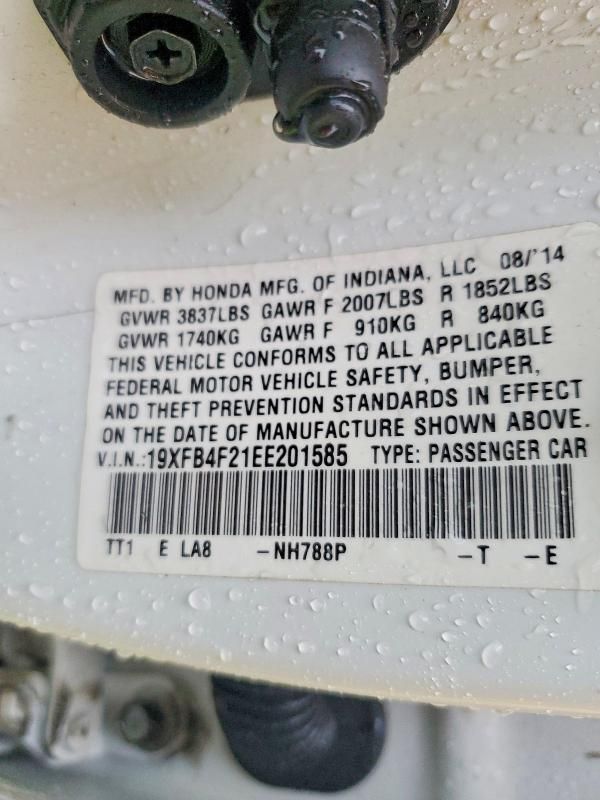 MFD. BY HONDA MFG. OF INDIANA, LLC 08/'14
GVWR 3837LBS GAWR F 2007LBS R 1852LBS
GVWR 1740KG GAWR F 910KG R 840KG
THIS VEHICLE CONFORMS TO ALL APPLICABLE
FEDERAL MOTOR VEHICLE SAFETY, BUMPER,
AND THEFT PREVENTION STANDARDS IN EFFECT
ON THE DATE OF MANUFACTURE SHOWN ABOVE.
V.I.N.:19XFB4F21EE201585 TYPE: PASSENGER CAR
TT1 E LA8 -NH788P -T -E